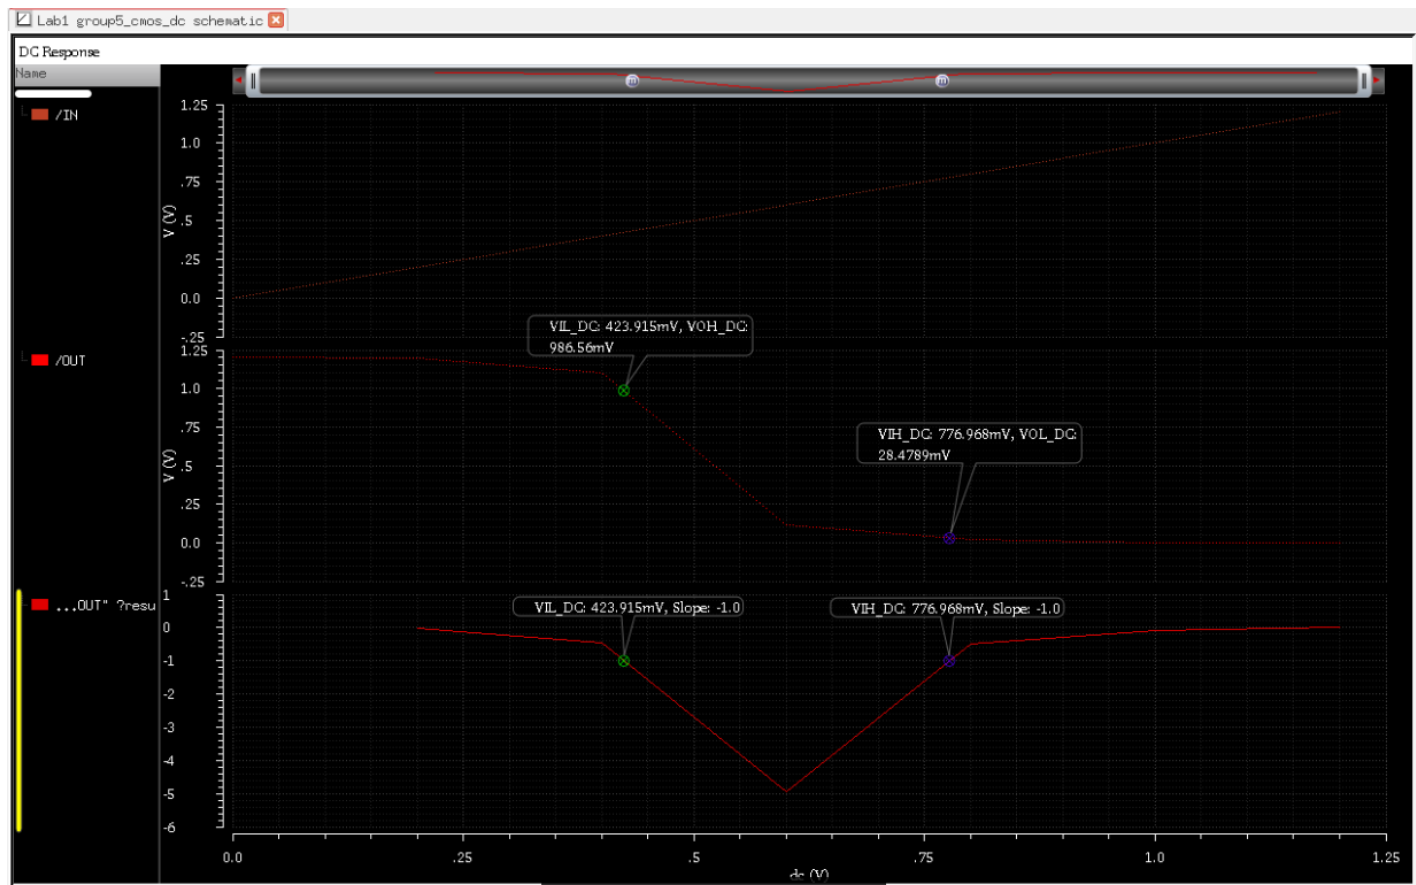 Lab1 group5_cmos_dc schematic
DC Response
Name
/IN
1.25
1.0
.75
.5
.25
0.0
-.25
V (V)
VIL_DC: 423.915mV, VOH_DC:
986.56mV
/OUT
1.25
1.0
.75
.5
.25
0.0
-.25
V (V)
VIH_DC: 776.968mV, VOL_DC:
28.4789mV
...OUT" ?resu
1
0
-1
-2
-3
-4
-5
-6
VIL_DC: 423.915mV, Slope: -1.0
VIH_DC: 776.968mV, Slope: -1.0
0.0
.25
.5
.75
1.0
1.25
dc (V)